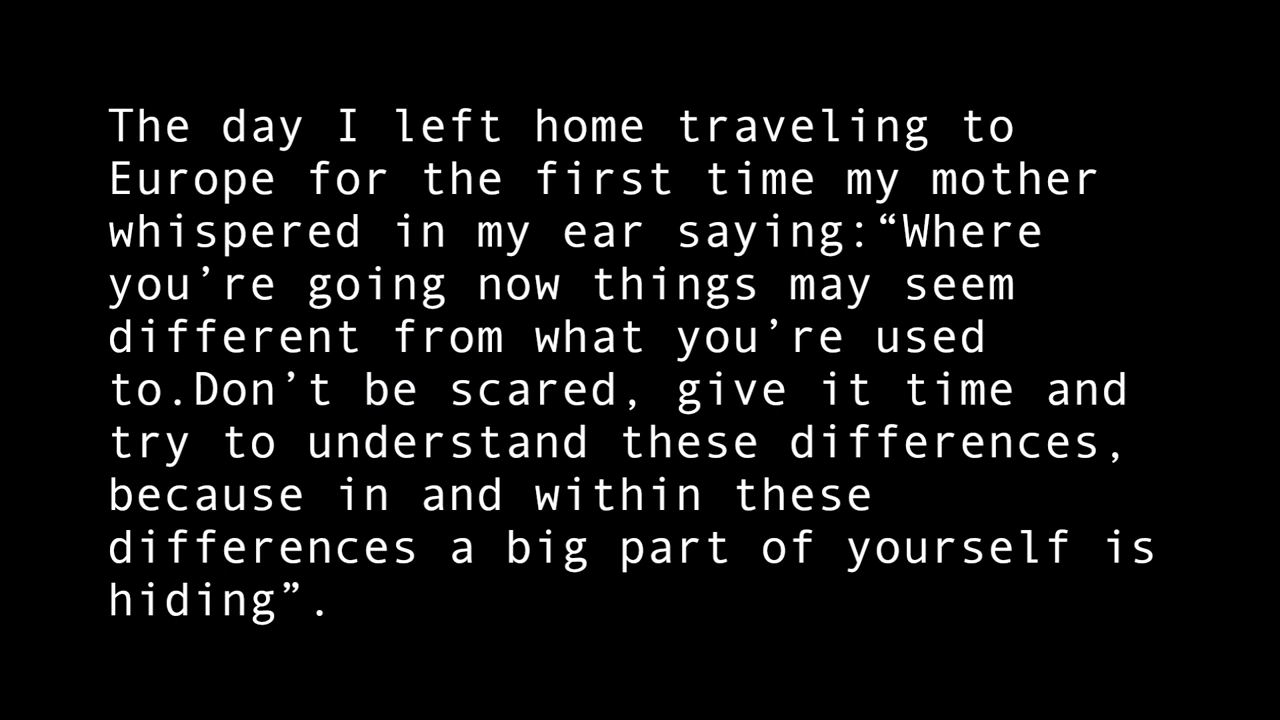 The day I left home traveling to
Europe for the first time my mother
whispered in my ear saying:“Where
you’re going now things may seem
different from what you’re used
to.Don’t be scared, give it time and
try to understand these differences,
because in and within these
differences a big part of yourself is
hiding”.